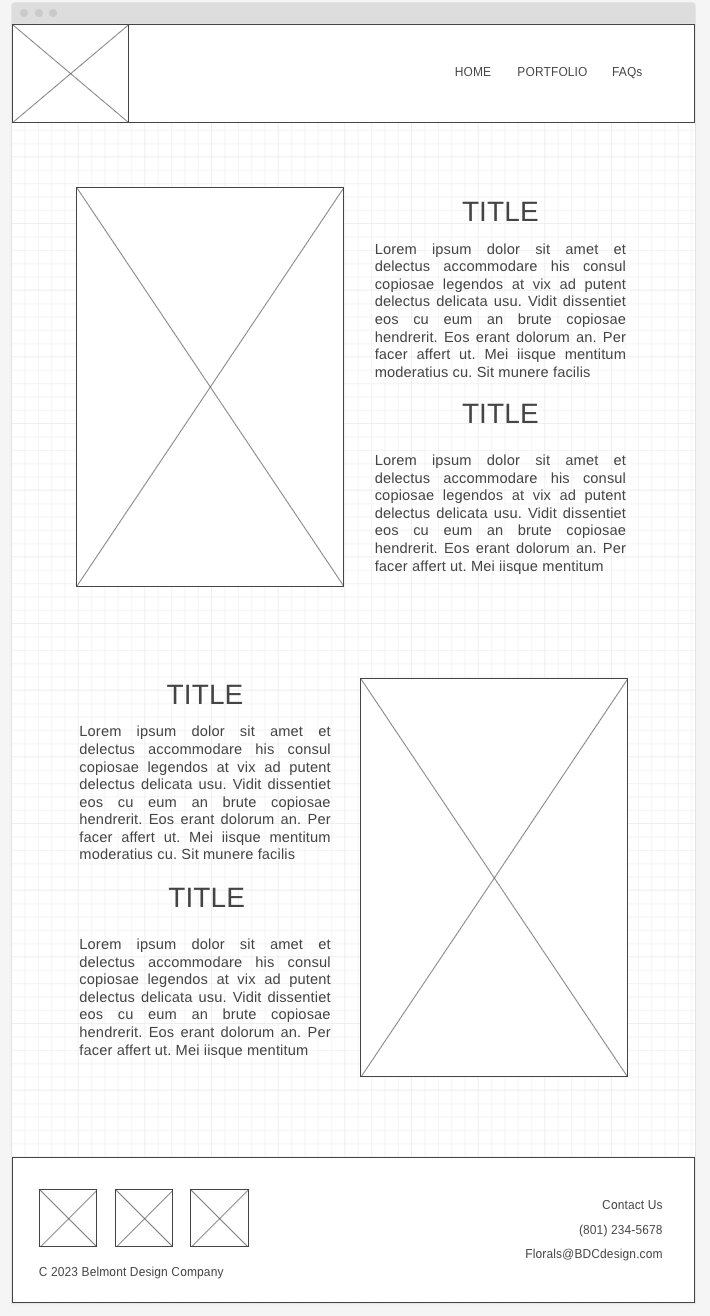 HOME PORTFOLIO FAQs
TITLE
Lorem ipsum dolor sit amet et
delectus accommodare his consul
copiosae legendos at vix ad putent
delectus delicata usu. Vidit dissentiet
eos cu eum an brute copiosae
hendrerit. Eos erant dolorum an. Per
facer affert ut. Mei iisque mentitum
moderatius cu. Sit munere facilis
TITLE
Lorem ipsum dolor sit amet et
delectus accommodare his consul
copiosae legendos at vix ad putent
delectus delicata usu. Vidit dissentiet
eos cu eum an brute copiosae
hendrerit. Eos erant dolorum an. Per
facer affert ut. Mei iisque mentitum
TITLE
Lorem ipsum dolor sit amet et
delectus accommodare his consul
copiosae legendos at vix ad putent
delectus delicata usu. Vidit dissentiet
eos cu eum an brute copiosae
hendrerit. Eos erant dolorum an. Per
facer affert ut. Mei iisque mentitum
moderatius cu. Sit munere facilis
TITLE
Lorem ipsum dolor sit amet et
delectus accommodare his consul
copiosae legendos at vix ad putent
delectus delicata usu. Vidit dissentiet
eos cu eum an brute copiosae
hendrerit. Eos erant dolorum an. Per
facer affert ut. Mei iisque mentitum
Contact Us
(801) 234-5678
Florals@BDCdesign.com
C 2023 Belmont Design Company